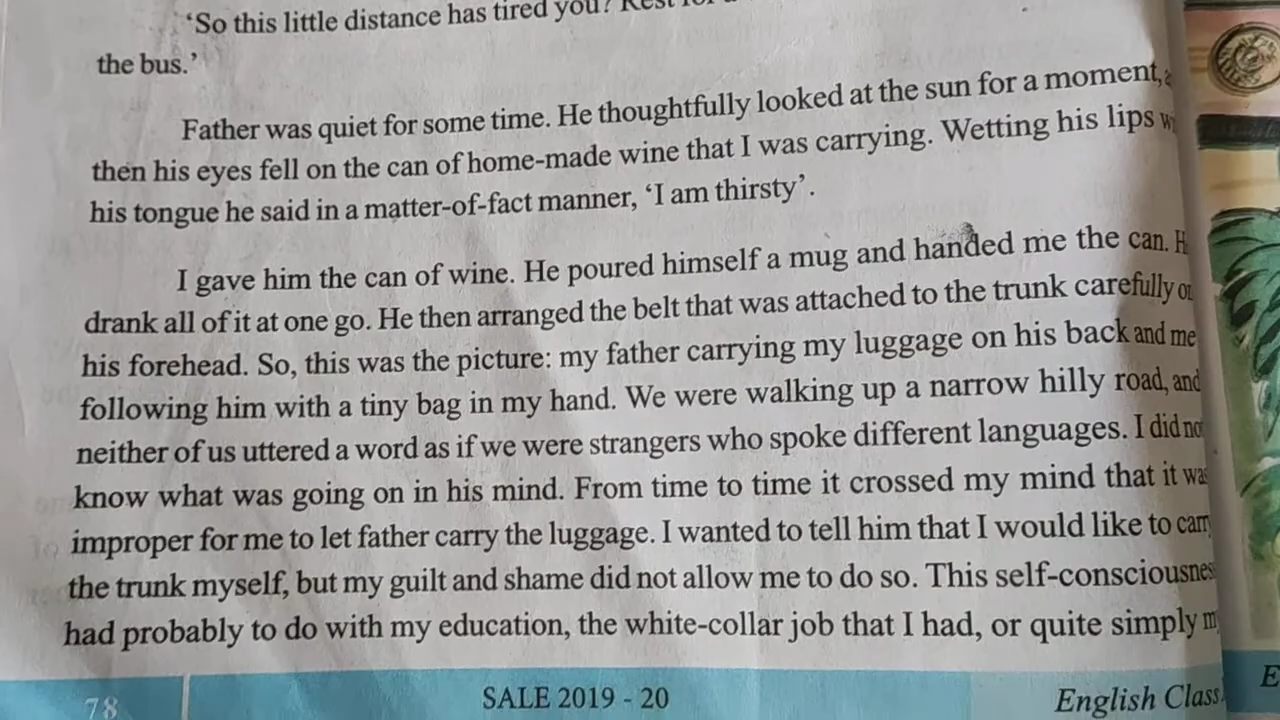 ‘So this little distance has tired you? Rest for
the bus.’
Father was quiet for some time. He thoughtfully looked at the sun for a moment,
then his eyes fell on the can of home-made wine that I was carrying. Wetting his lips
his tongue he said in a matter-of-fact manner, ‘I am thirsty’.
I gave him the can of wine. He poured himself a mug and handed me the can. H
drank all of it at one go. He then arranged the belt that was attached to the trunk carefully on
his forehead. So, this was the picture: my father carrying my luggage on his back and me
following him with a tiny bag in my hand. We were walking up a narrow hilly road, and
neither of us uttered a word as if we were strangers who spoke different languages. I did no
know what was going on in his mind. From time to time it crossed my mind that it was
improper for me to let father carry the luggage. I wanted to tell him that I would like to carr
the trunk myself, but my guilt and shame did not allow me to do so. This self-consciousnes
had probably to do with my education, the white-collar job that I had, or quite simply m
78 SALE 2019 - 20 English Class
E